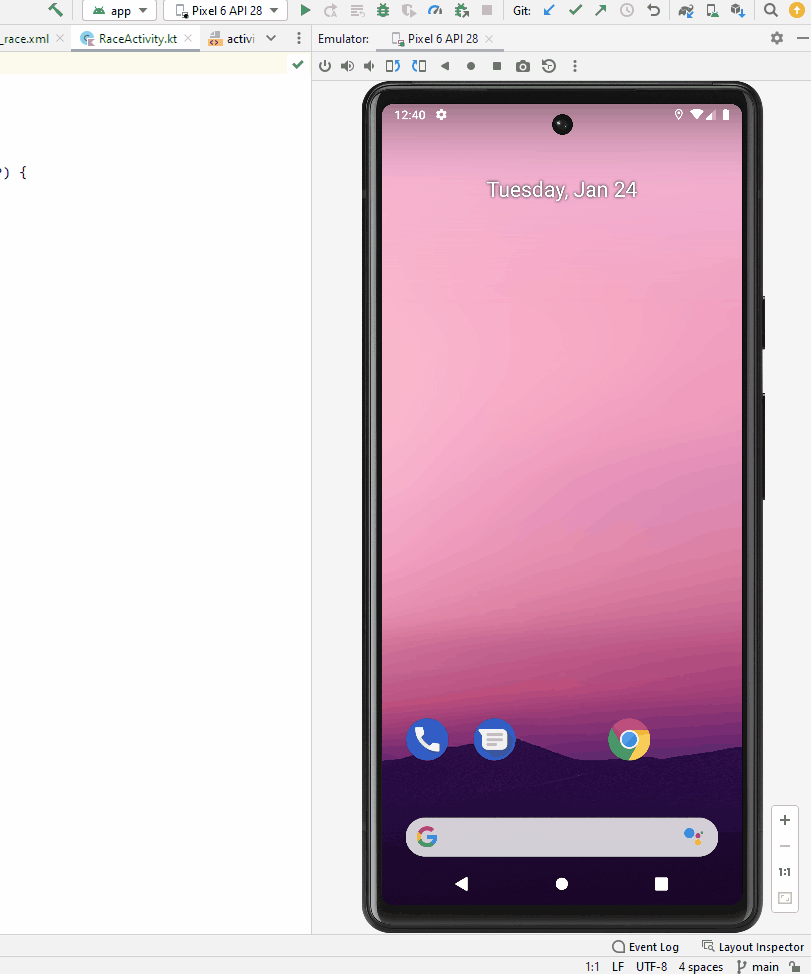 app Pixel 6 API 28 Git:
_race.xml RaceActivity.kt activi Emulator: Pixel 6 API 28
12:40
?) {
Tuesday, Jan 24
1:1
Event Log Layout Inspector
1:1 LF UTF-8 4 spaces main